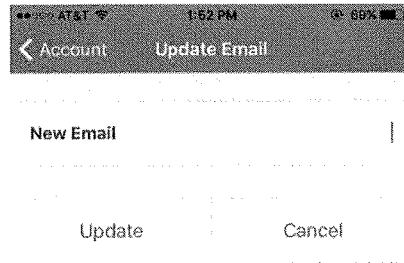 AT&T 1:52 PM 69%
Account Update Email
New Email
Update Cancel